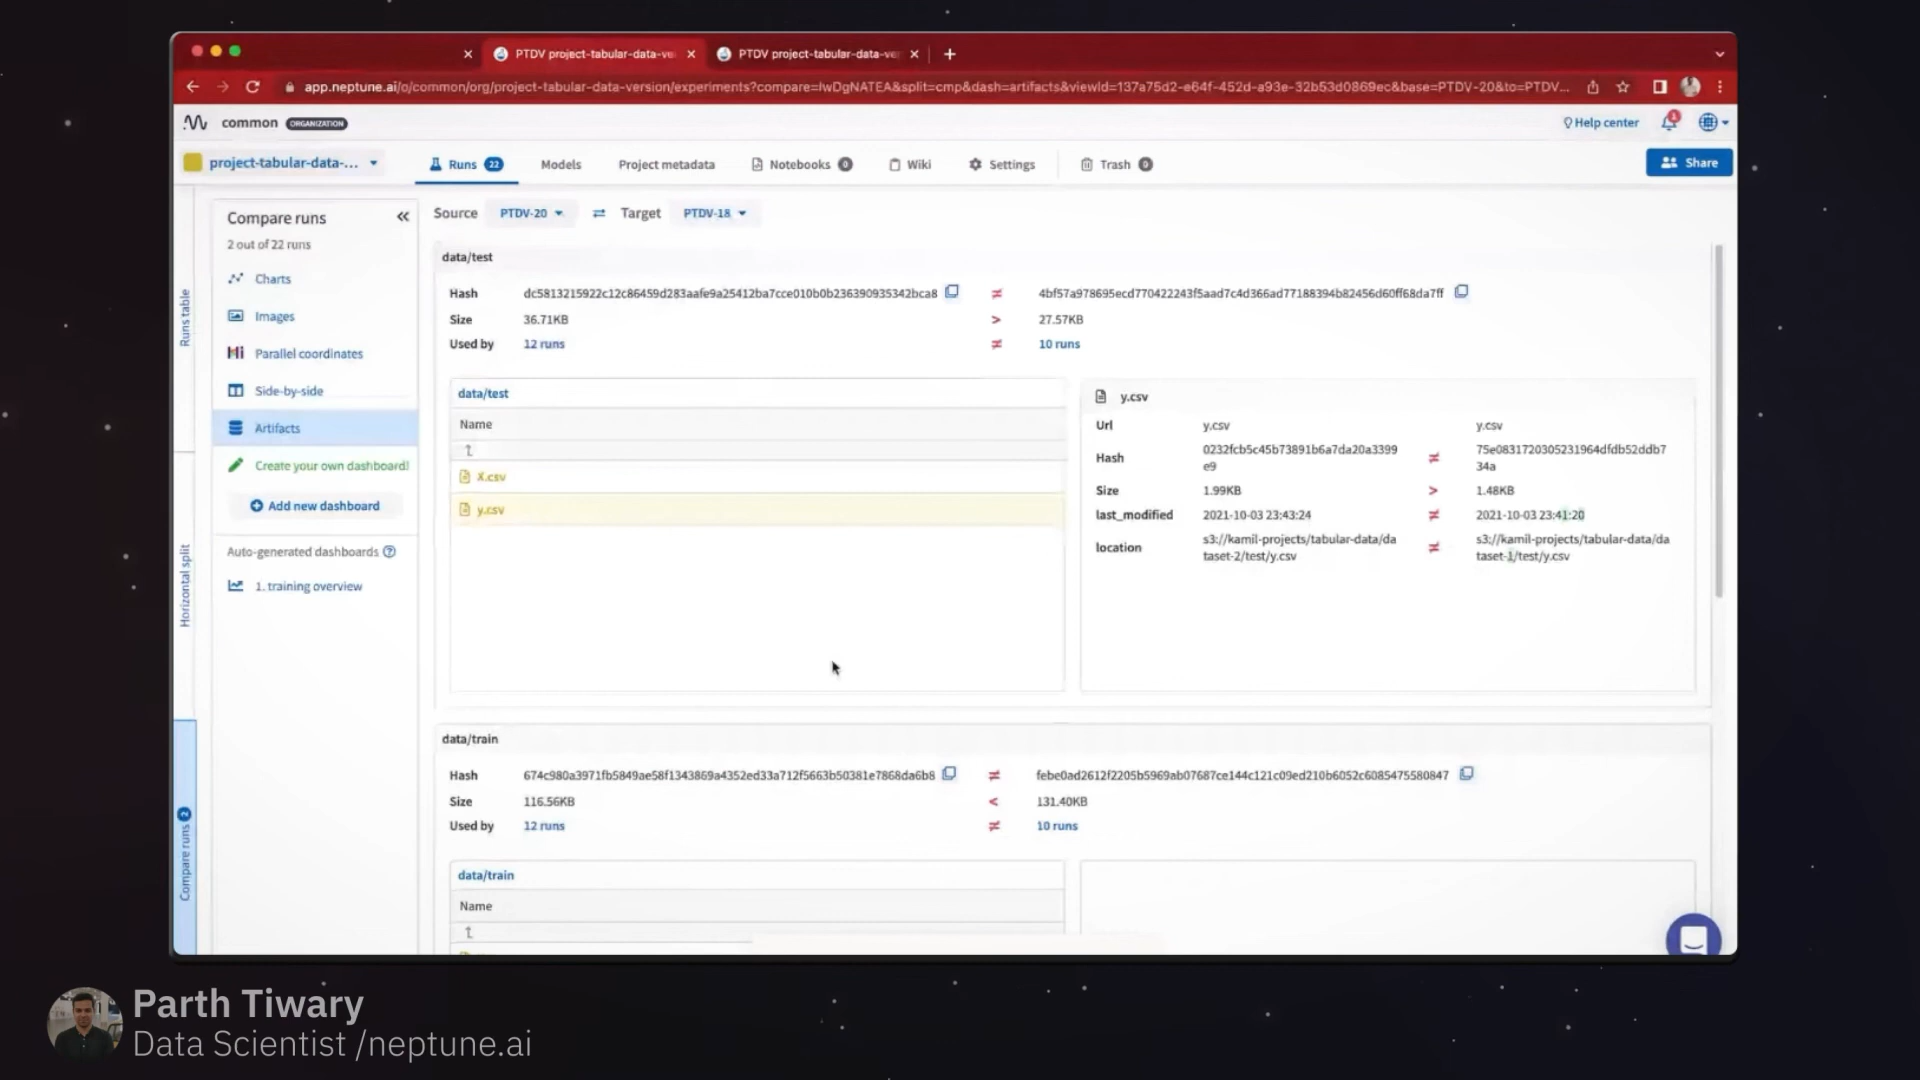 PTDV project-tabular-data-ve
PTDV project-tabular-data-ve
app.neptune.ai/o/common/org/project-tabular-data-version/experiments?compare=IwDgNATEA&split=cmp&dash=artifacts&viewId=137a75d2-e64f-452d-a93e-32b53d0869ec&base=PTDV-20&to=PTDV...
common ORGANIZATION
Help center
1
project-tabular-data-...
Runs 22
Models
Project metadata
Notebooks 0
Wiki
Settings
Trash 0
Share
Runs table
Horizontal split
Compare runs 2
Compare runs
2 out of 22 runs
Charts
Images
Parallel coordinates
Side-by-side
Artifacts
Create your own dashboard!
Add new dashboard
Auto-generated dashboards
1. training overview
Source PTDV-20 Target PTDV-18
data/test
Hash dc5813215922c12c86459d283aafe9a25412ba7cce010b0b236390935342bca8 ≠ 4bf57a978695ecd770422243f5aad7c4d366ad77188394b82456d60ff68da7ff
Size 36.71KB > 27.57KB
Used by 12 runs ≠ 10 runs
data/test
Name
X.csv
y.csv
y.csv
Url y.csv y.csv
Hash 0232fcb5c45b73891b6a7da20a3399e9 ≠ 75e0831720305231964dfdb52ddb734a
Size 1.99KB > 1.48KB
last_modified 2021-10-03 23:43:24 ≠ 2021-10-03 23:41:20
location s3://kamil-projects/tabular-data/dataset-2/test/y.csv ≠ s3://kamil-projects/tabular-data/dataset-1/test/y.csv
data/train
Hash 674c980a3971fb5849ae58f1343869a4352ed33a712f5663b50381e7868da6b8 ≠ febe0ad2612f2205b5969ab07687ce144c121c09ed210b6052c6085475580847
Size 116.56KB < 131.40KB
Used by 12 runs ≠ 10 runs
data/train
Name
Parth Tiwary
Data Scientist /neptune.ai